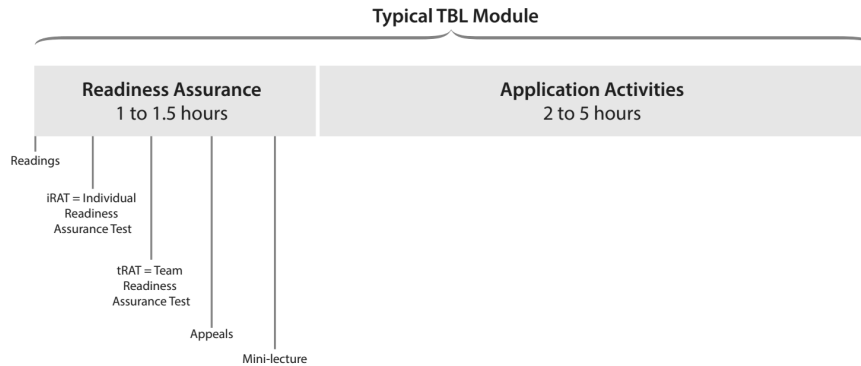 Typical TBL Module
Readiness Assurance
1 to 1.5 hours
Application Activities
2 to 5 hours
Readings
iRAT = Individual
Readiness
Assurance Test
tRAT = Team
Readiness
Assurance Test
Appeals
Mini-lecture